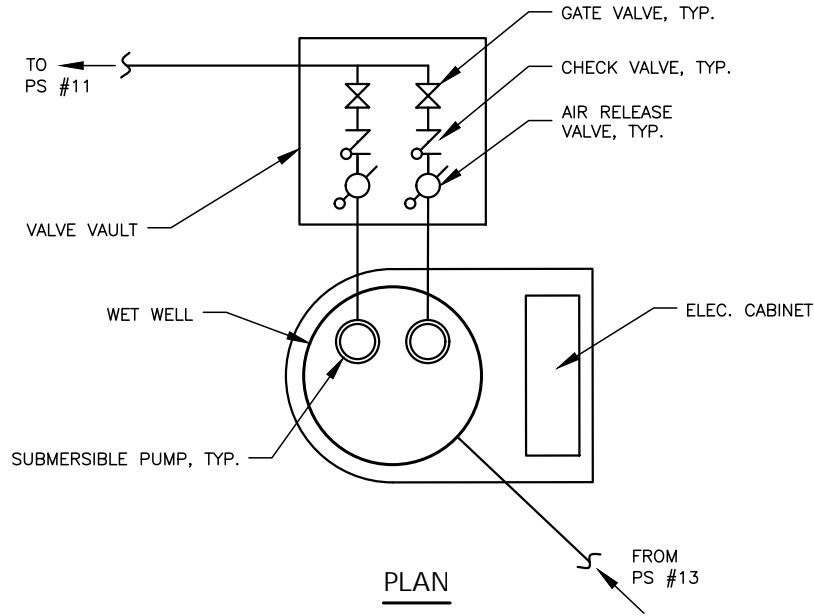 GATE VALVE, TYP.
TO
PS #11
CHECK VALVE, TYP.
AIR RELEASE
VALVE, TYP.
VALVE VAULT
WET WELL
ELEC. CABINET
SUBMERSIBLE PUMP, TYP.
FROM
PS #13
PLAN